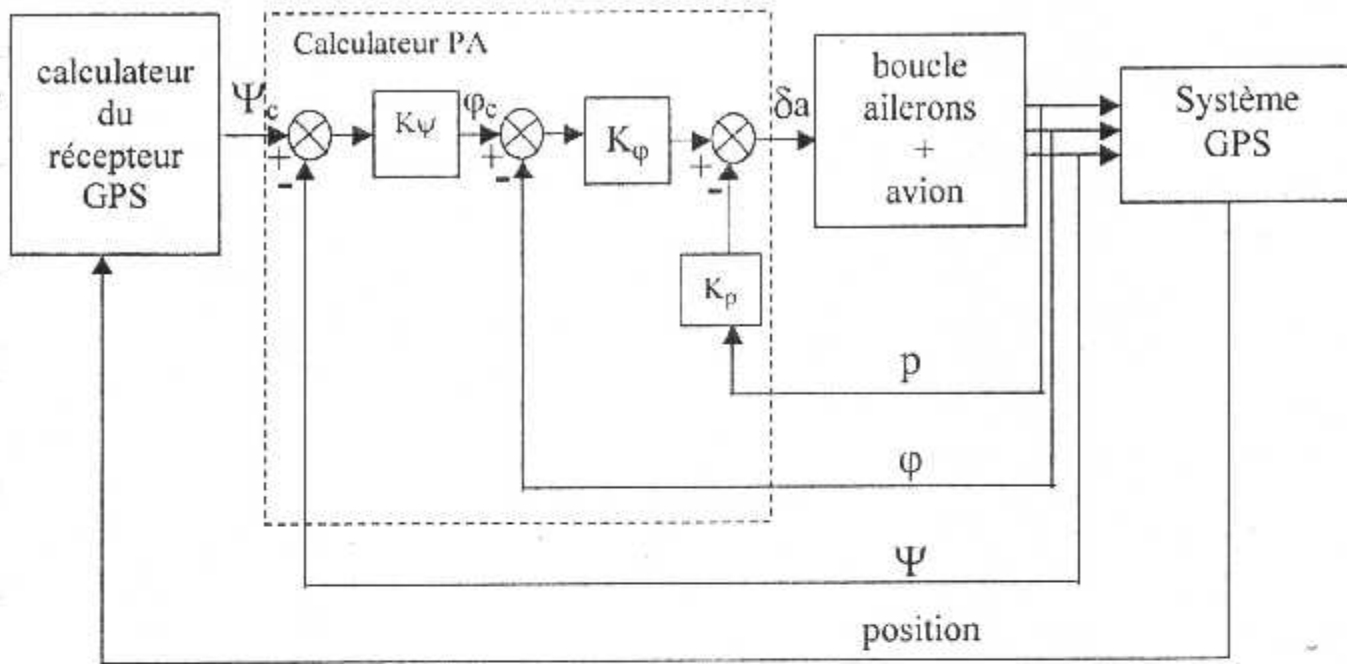 calculateur
du
récepteur
GPS
Ψc
+
-
Calculateur PA
Kψ
φc
+
-
Kφ
+
-
Kp
δa
boucle
ailerons
+
avion
Système
GPS
p
φ
Ψ
position